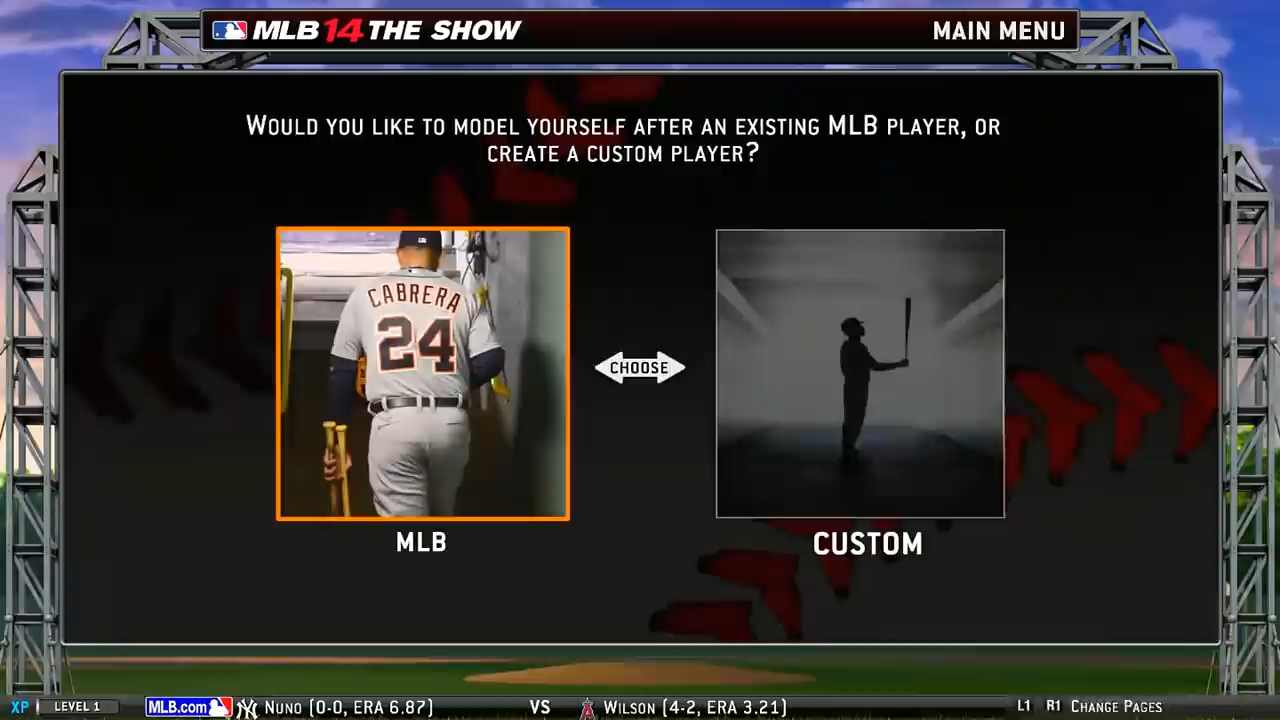 MLB 14 THE SHOW
MAIN MENU
WOULD YOU LIKE TO MODEL YOURSELF AFTER AN EXISTING MLB PLAYER, OR
CREATE A CUSTOM PLAYER?
CABRERA
24
CHOOSE
MLB
CUSTOM
XP LEVEL 1 MLB.com NUNO (0-0, ERA 6.87) VS WILSON (4-2, ERA 3.21) L1 R1 CHANGE PAGES